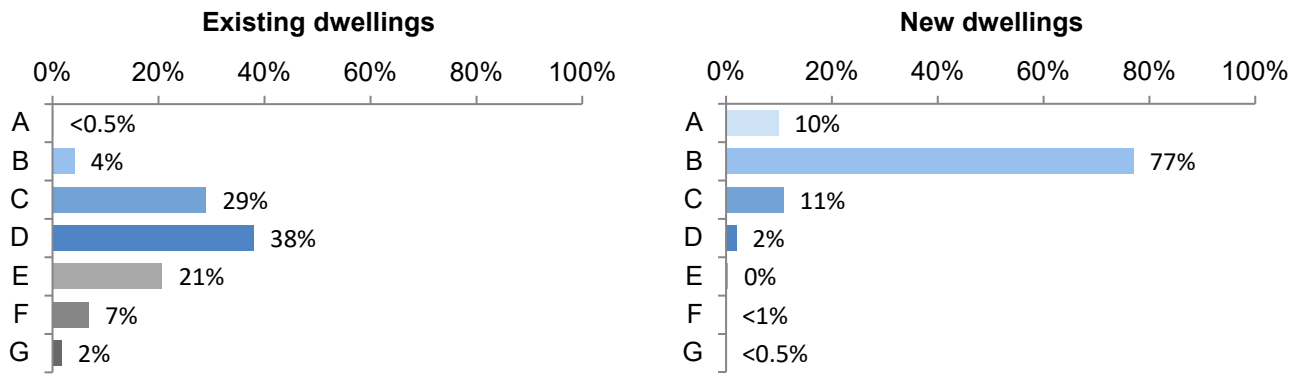 Existing dwellings
0% 20% 40% 60% 80% 100%
A <0.5%
B 4%
C 29%
D 38%
E 21%
F 7%
G 2%
New dwellings
0% 20% 40% 60% 80% 100%
A 10%
B 77%
C 11%
D 2%
E 0%
F <1%
G <0.5%